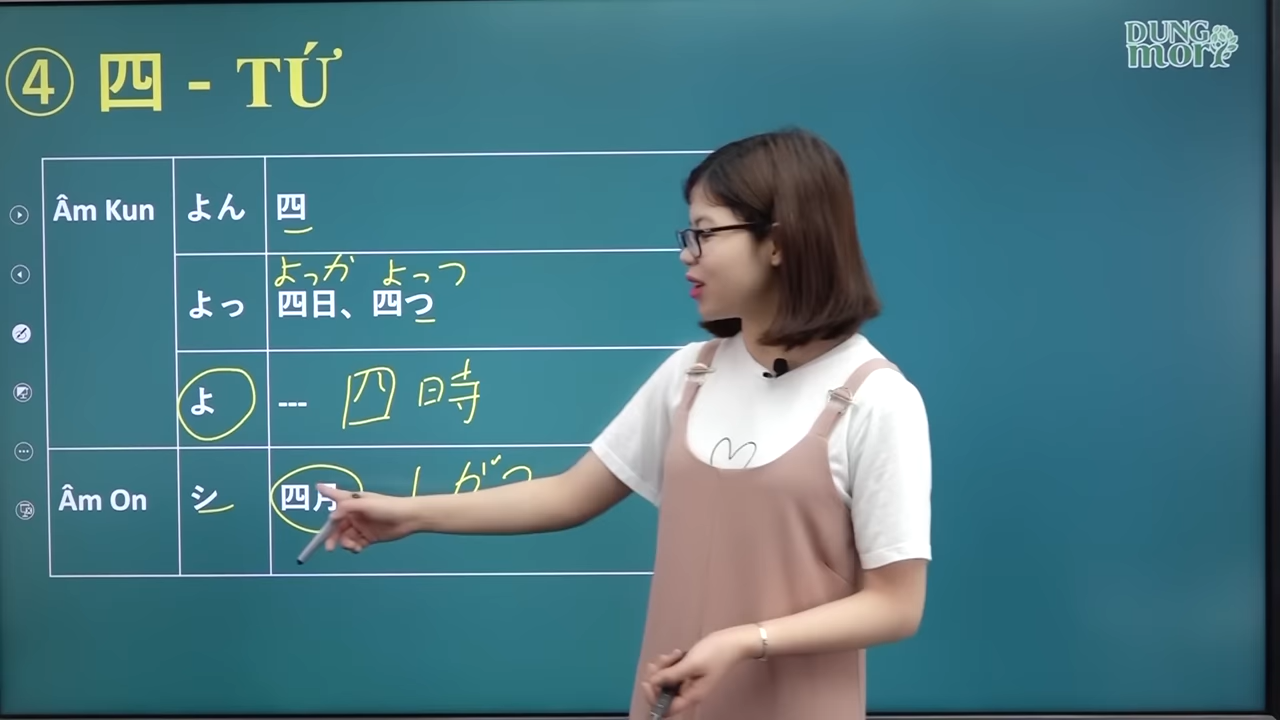 ④ 四 - TỨ
DUNG
mori
Âm Kun よん 四
よっか よっつ
よっ 四日、四つ
よ --- 四時
しがつ
Âm On シ 四月